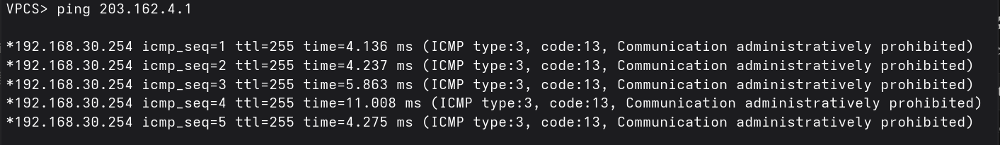 VPCS> ping 203.162.4.1
*192.168.30.254 icmp_seq=1 ttl=255 time=4.136 ms (ICMP type:3, code:13, Communication administratively prohibited)
*192.168.30.254 icmp_seq=2 ttl=255 time=4.237 ms (ICMP type:3, code:13, Communication administratively prohibited)
*192.168.30.254 icmp_seq=3 ttl=255 time=5.863 ms (ICMP type:3, code:13, Communication administratively prohibited)
*192.168.30.254 icmp_seq=4 ttl=255 time=11.008 ms (ICMP type:3, code:13, Communication administratively prohibited)
*192.168.30.254 icmp_seq=5 ttl=255 time=4.275 ms (ICMP type:3, code:13, Communication administratively prohibited)